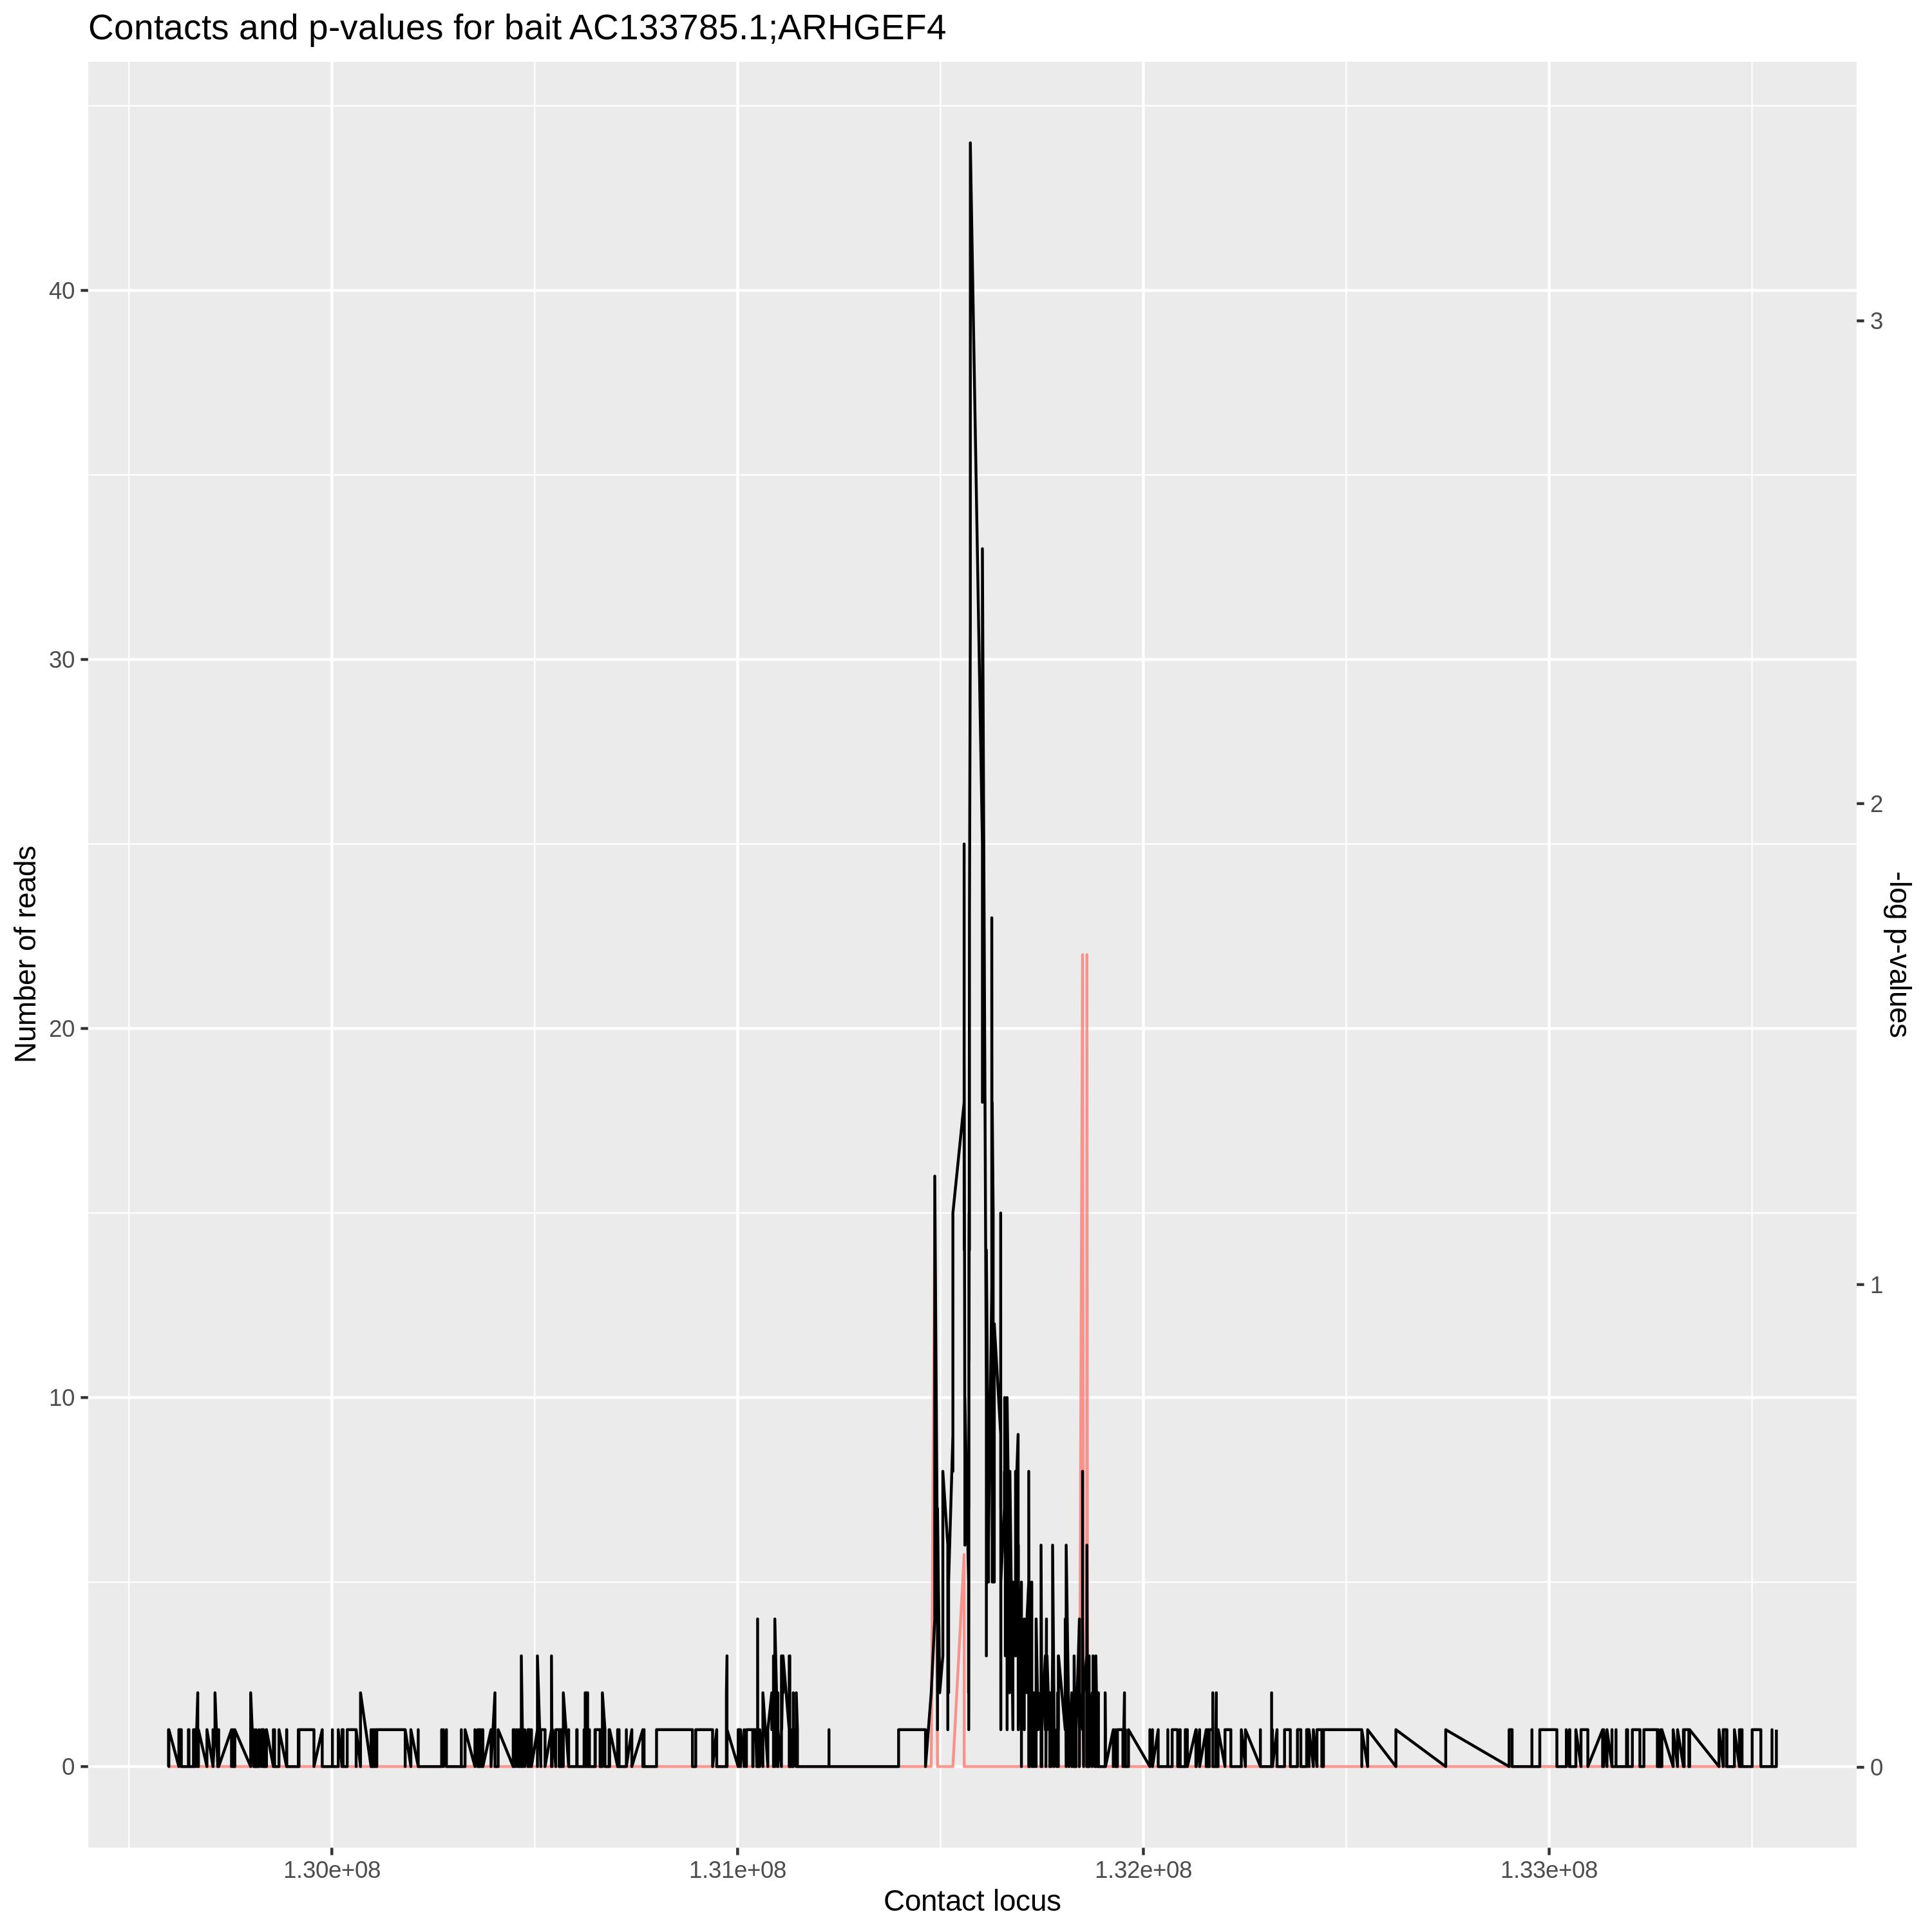 Contacts and p-values for bait AC133785.1;ARHGEF4
40
30
20
10
0
Number of reads
3
2
1
0
-log p-values
1.30e+08
1.31e+08
1.32e+08
1.33e+08
Contact locus